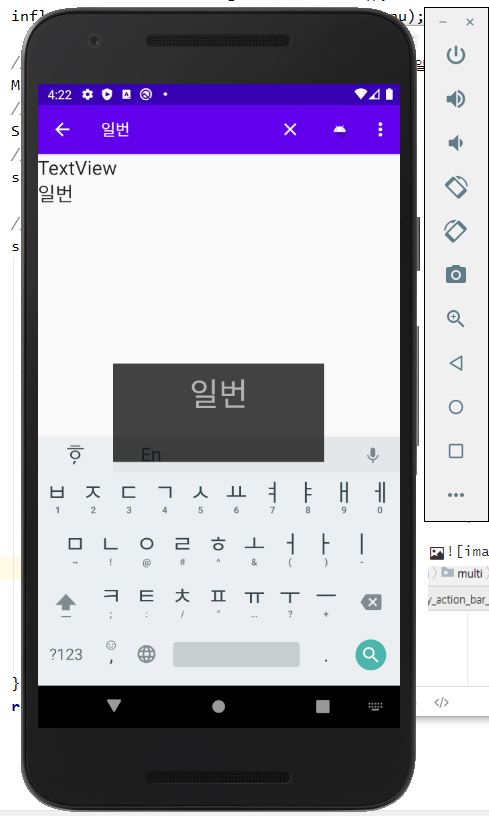 infl
u);
//
M
//
S
//
s
//
s
}
r
4:22
일번
TextView
일번
일번
En
ㅂ ㅈ ㄷ ㄱ ㅅ ㅛ ㅕ ㅑ ㅐ ㅔ
1 2 3 4 5 6 7 8 9 0
ㅁ ㄴ ㅇ ㄹ ㅎ ㅗ ㅓ ㅏ ㅣ
~ ! @ # ^ & ( ) -
ㅋ ㅌ ㅊ ㅍ ㅠ ㅜ ㅡ
; : / " ... ? +
?123 , .
![ima
multi
y_action_bar_
</>